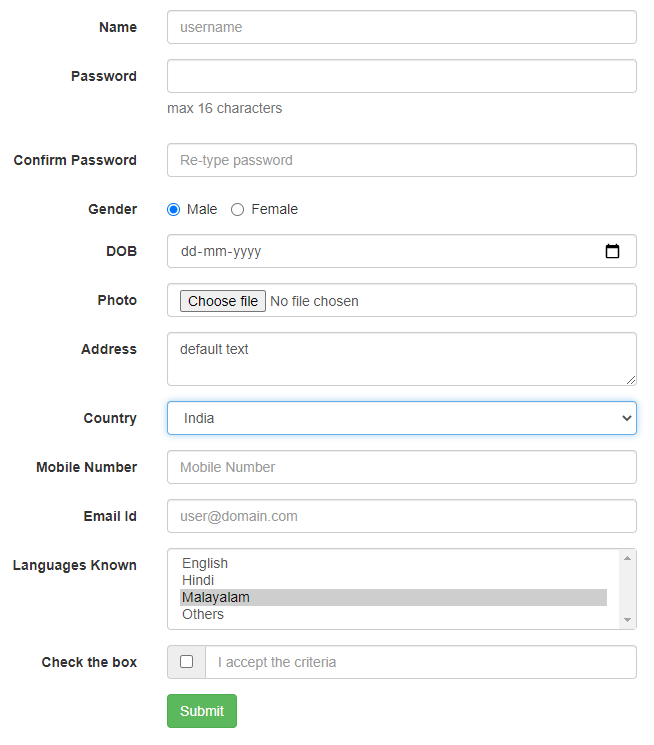 Name username
Password
max 16 characters
Confirm Password Re-type password
Gender Male Female
DOB dd-mm-yyyy
Photo Choose file No file chosen
Address default text
Country India
Mobile Number Mobile Number
Email Id user@domain.com
Languages Known English
Hindi
Malayalam
Others
Check the box I accept the criteria
Submit